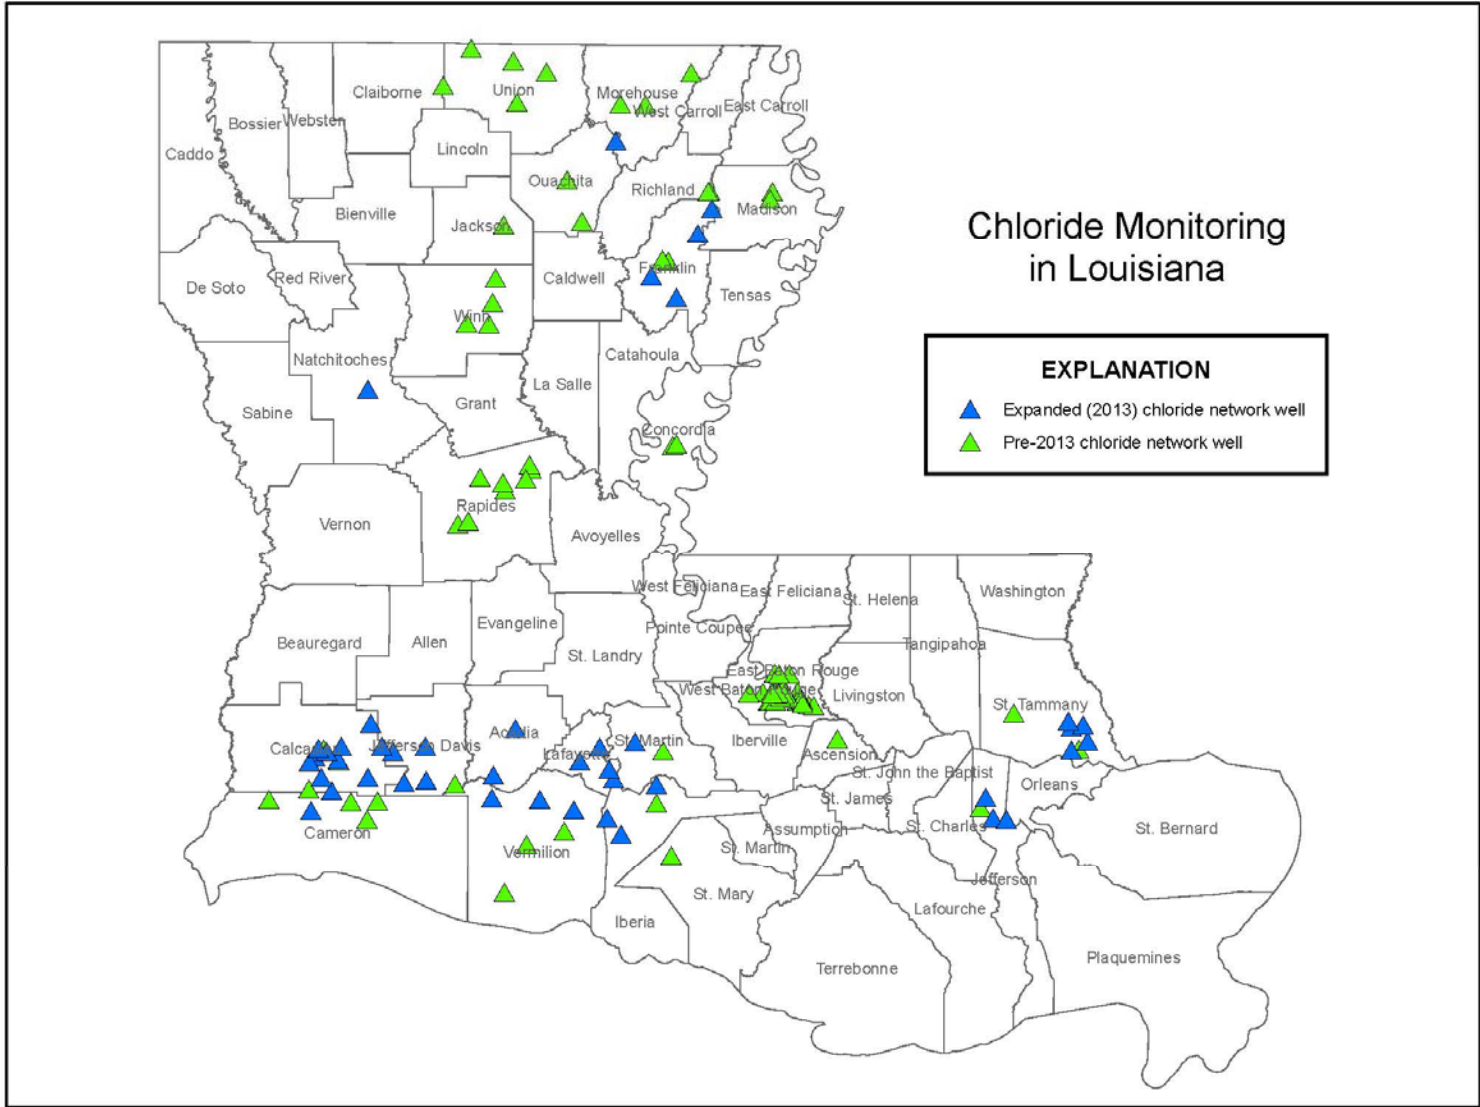 Chloride Monitoring
in Louisiana
EXPLANATION
Expanded (2013) chloride network well
Pre-2013 chloride network well
Claiborne
Union
Morehouse
West Carroll
East Carroll
Bossier
Webster
Caddo
Lincoln
Ouachita
Richland
Madison
Bienville
Jackson
De Soto
Red River
Caldwell
Franklin
Tensas
Winn
Natchitoches
Catahoula
La Salle
Sabine
Grant
Concordia
Rapides
Vernon
Avoyelles
West Feliciana
East Feliciana
St. Helena
Washington
Beauregard
Allen
Evangeline
St. Landry
Pointe Coupee
Tangipahoa
East Baton Rouge
West Baton Rouge
Livingston
St. Tammany
Calcasieu
Jefferson Davis
Acadia
Lafayette
St. Martin
Iberville
Ascension
St. John the Baptist
Orleans
St. James
Cameron
Vermilion
Assumption
St. Charles
St. Bernard
St. Martin
St. Mary
Jefferson
Iberia
Lafourche
Terrebonne
Plaquemines